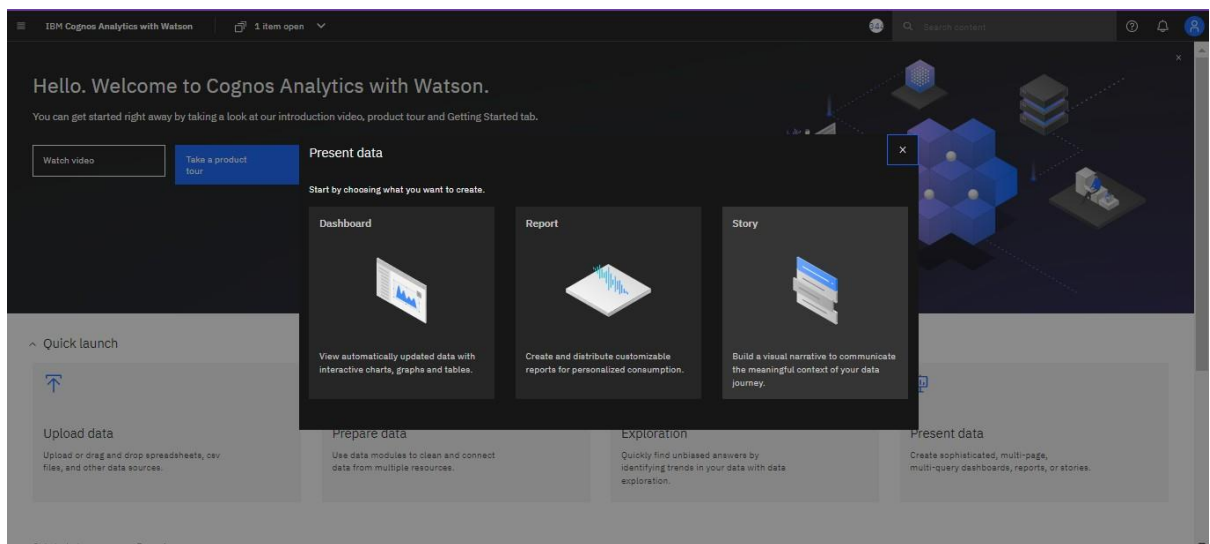 IBM Cognos Analytics with Watson
1 item open
Search content
Hello. Welcome to Cognos Analytics with Watson.
You can get started right away by taking a look at our introduction video, product tour and Getting Started tab.
Watch video
Take a product
tour
Present data
Start by choosing what you want to create.
Dashboard
View automatically updated data with
interactive charts, graphs and tables.
Report
Create and distribute customizable
reports for personalized consumption.
Story
Build a visual narrative to communicate
the meaningful context of your data
journey.
Quick launch
Upload data
Upload or drag and drop spreadsheets, csv
files, and other data sources.
Prepare data
Use data modules to clean and connect
data from multiple resources.
Exploration
Quickly find unbiased answers by
identifying trends in your data with data
exploration.
Present data
Create sophisticated, multi-page,
multi-query dashboards, reports, or stories.